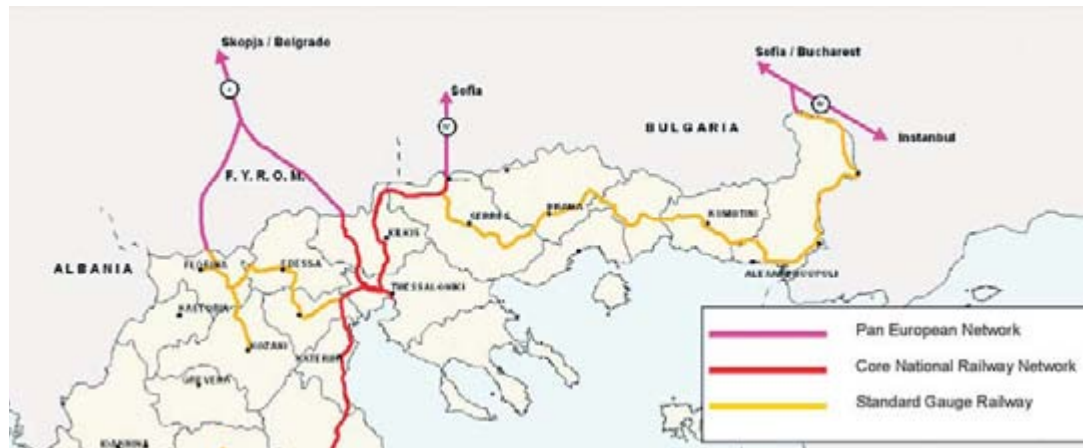 Skopja / Belgrade
Sofia / Bucharest
Sofia
IV
BULGARIA
Instanbul
F. Y. R. O. M.
SERRES
DRAMA
KOMOTINI
KILKIS
ALBANIA
FLORINA
EDESSA
ALEXANDROUPOLI
THESSALONIKI
KASTORIA
KOZANI
KATERINI
GREVENA
IOANNINA
Pan European Network
Core National Railway Network
Standard Gauge Railway